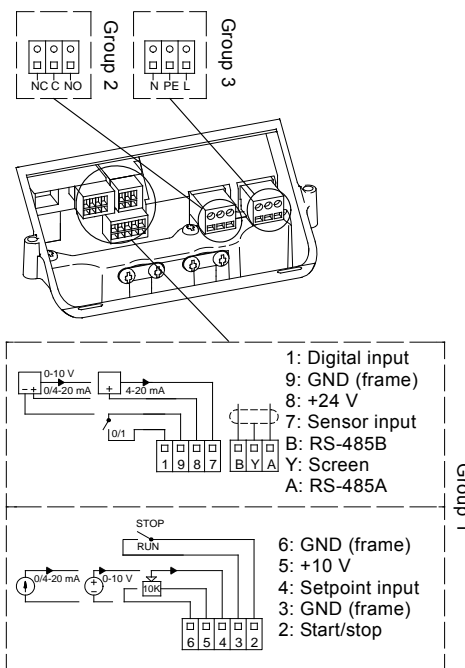 Group 2
NC C NO
Group 3
N PE L
0-10 V
0/4-20 mA
- +
+
4-20 mA
0/1
1 9 8 7
B Y A
1: Digital input
9: GND (frame)
8: +24 V
7: Sensor input
B: RS-485B
Y: Screen
A: RS-485A
Group 1
STOP
RUN
0/4-20 mA
+
-
0-10 V
10K
6 5 4 3 2
6: GND (frame)
5: +10 V
4: Setpoint input
3: GND (frame)
2: Start/stop